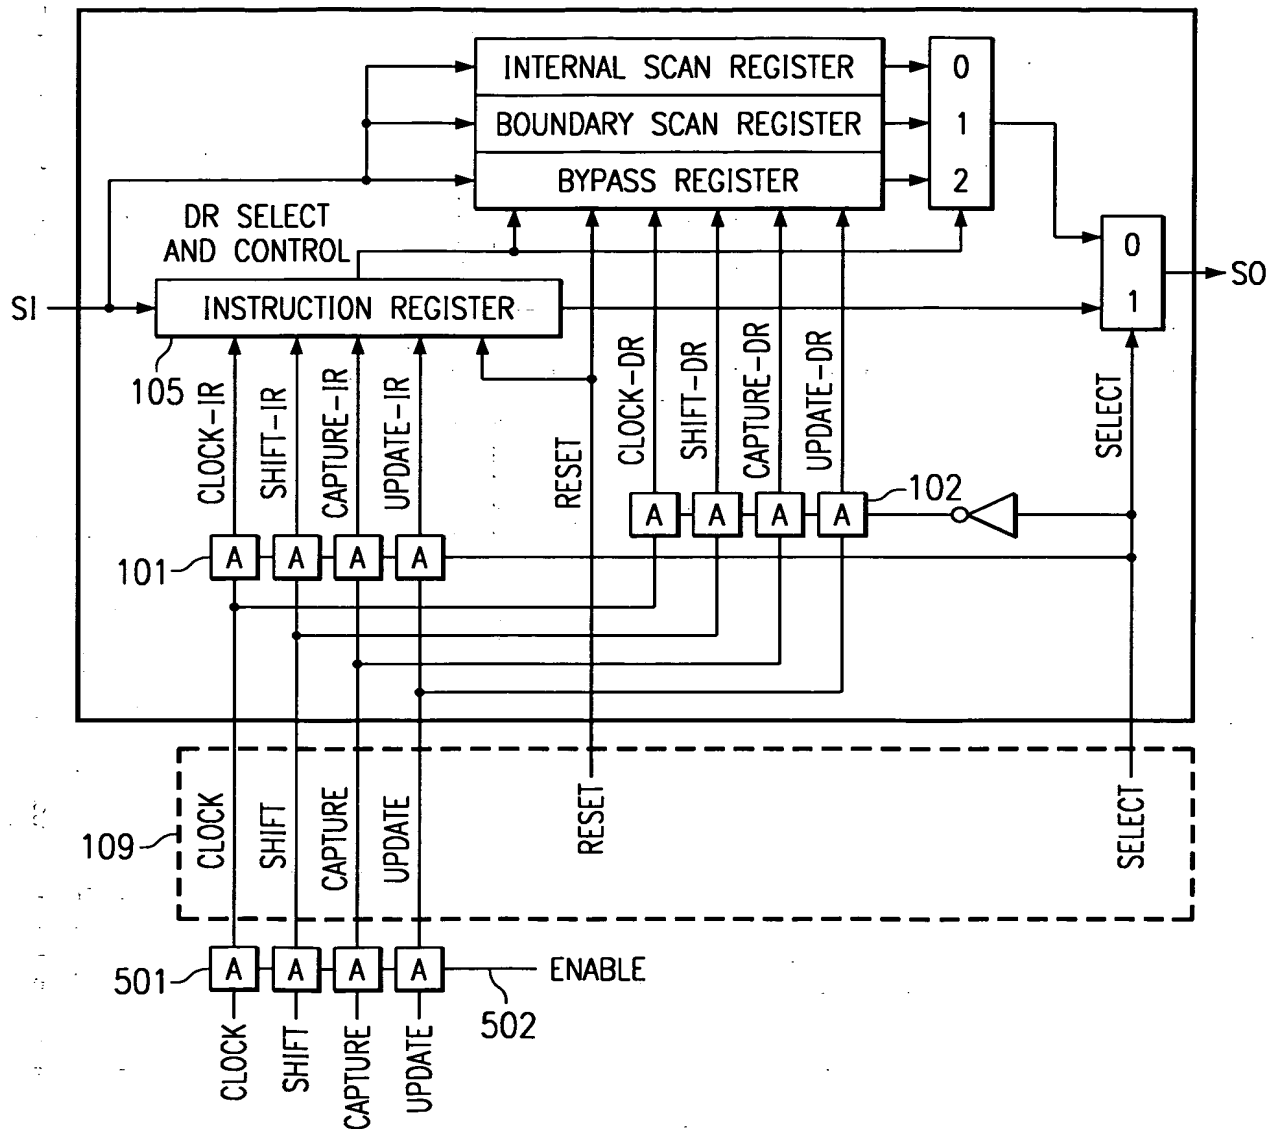 INTERNAL SCAN REGISTER
0
BOUNDARY SCAN REGISTER
1
BYPASS REGISTER
2
DR SELECT
AND CONTROL
0
SI
INSTRUCTION REGISTER
1
SO
105
CLOCK-IR
SHIFT-IR
CAPTURE-IR
UPDATE-IR
RESET
CLOCK-DR
SHIFT-DR
CAPTURE-DR
UPDATE-DR
SELECT
102
A
A
A
A
101
A
A
A
A
109
CLOCK
SHIFT
CAPTURE
UPDATE
RESET
SELECT
501
A
A
A
A
ENABLE
502
CLOCK
SHIFT
CAPTURE
UPDATE